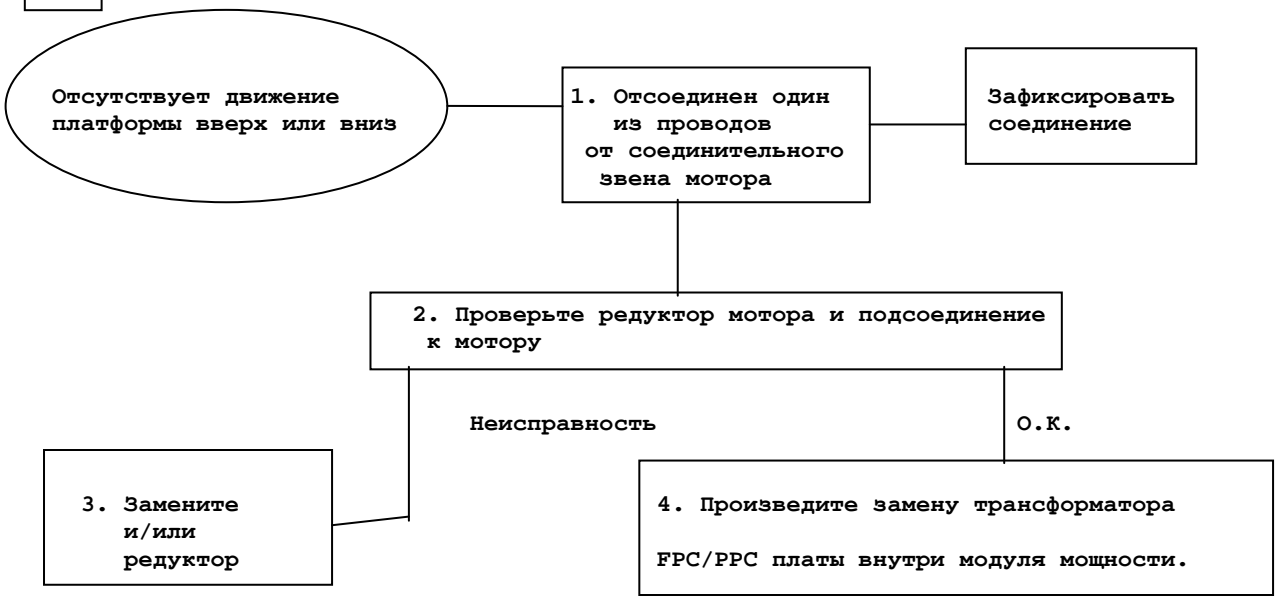 Отсутствует движение
платформы вверх или вниз
1. Отсоединен один
из проводов
от соединительного
звена мотора
Зафиксировать
соединение
2. Проверьте редуктор мотора и подсоединение
к мотору
Неисправность
О.К.
3. Замените
и/или
редуктор
4. Произведите замену трансформатора
FPC/PPC платы внутри модуля мощности.